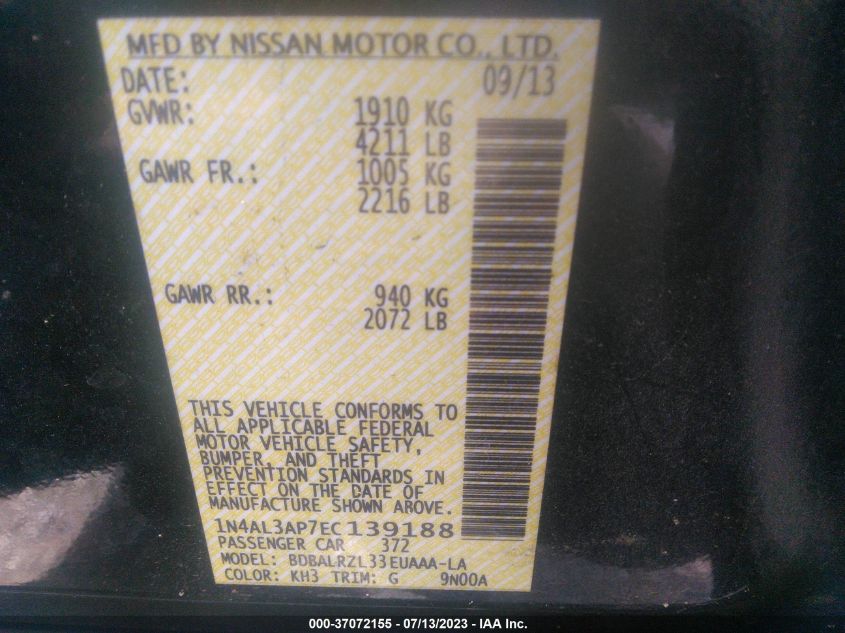 MFD BY NISSAN MOTOR CO., LTD.
DATE: 09/13
GVWR: 1910 KG
4211 LB
GAWR FR.: 1005 KG
2216 LB
GAWR RR.: 940 KG
2072 LB
THIS VEHICLE CONFORMS TO
ALL APPLICABLE FEDERAL
MOTOR VEHICLE SAFETY,
BUMPER, AND THEFT
PREVENTION STANDARDS IN
EFFECT ON THE DATE OF
MANUFACTURE SHOWN ABOVE.
1N4AL3AP7EC139188
PASSENGER CAR 372
MODEL: BDBALRZL33EUAAA-LA
COLOR: KH3 TRIM: G 9N00A
000-37072155 - 07/13/2023 - IAA Inc.